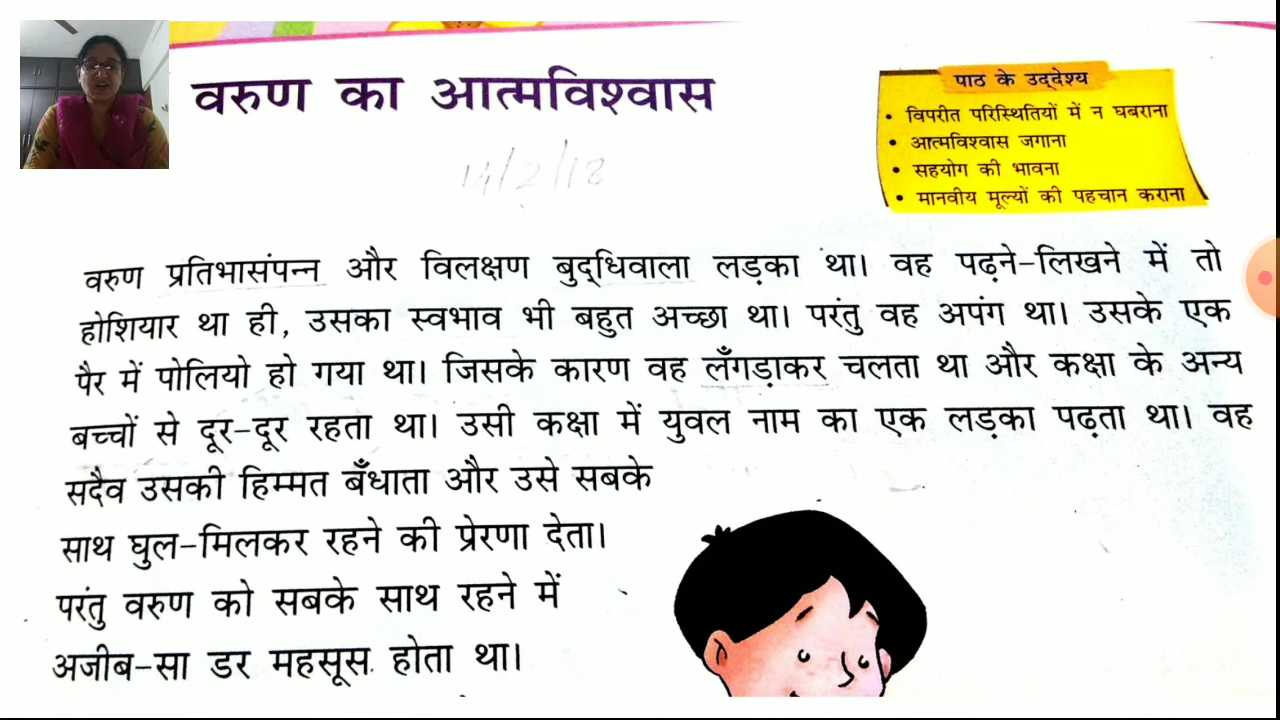 वरुण का आत्मविश्वास
14/2/18
पाठ के उद्देश्य
• विपरीत परिस्थितियों में न घबराना
• आत्मविश्वास जगाना
• सहयोग की भावना
• मानवीय मूल्यों की पहचान कराना
वरुण प्रतिभासंपन्न और विलक्षण बुद्धिवाला लड़का था। वह पढ़ने-लिखने में तो
होशियार था ही, उसका स्वभाव भी बहुत अच्छा था। परंतु वह अपंग था। उसके एक
पैर में पोलियो हो गया था। जिसके कारण वह लँगड़ाकर चलता था और कक्षा के अन्य
बच्चों से दूर-दूर रहता था। उसी कक्षा में युवल नाम का एक लड़का पढ़ता था। वह
सदैव उसकी हिम्मत बँधाता और उसे सबके
साथ घुल-मिलकर रहने की प्रेरणा देता।
परंतु वरुण को सबके साथ रहने में
अजीब-सा डर महसूस होता था।